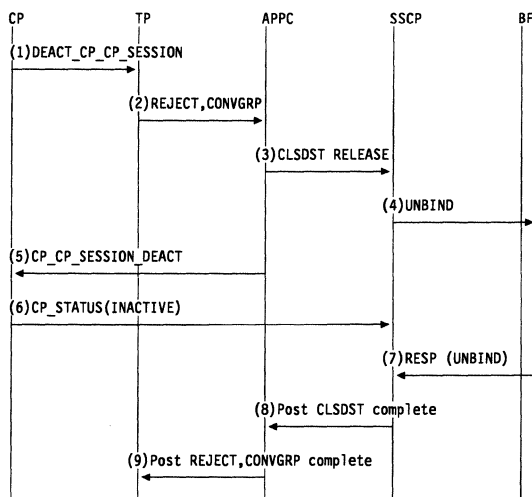 CP TP APPC SSCP BF
(1)DEACT_CP_CP_SESSION
(2)REJECT,CONVGRP
(3)CLSDST RELEASE
(4)UNBIND
(5)CP_CP_SESSION_DEACT
(6)CP_STATUS(INACTIVE)
(7)RESP (UNBIND)
(8)Post CLSDST complete
(9)Post REJECT,CONVGRP complete